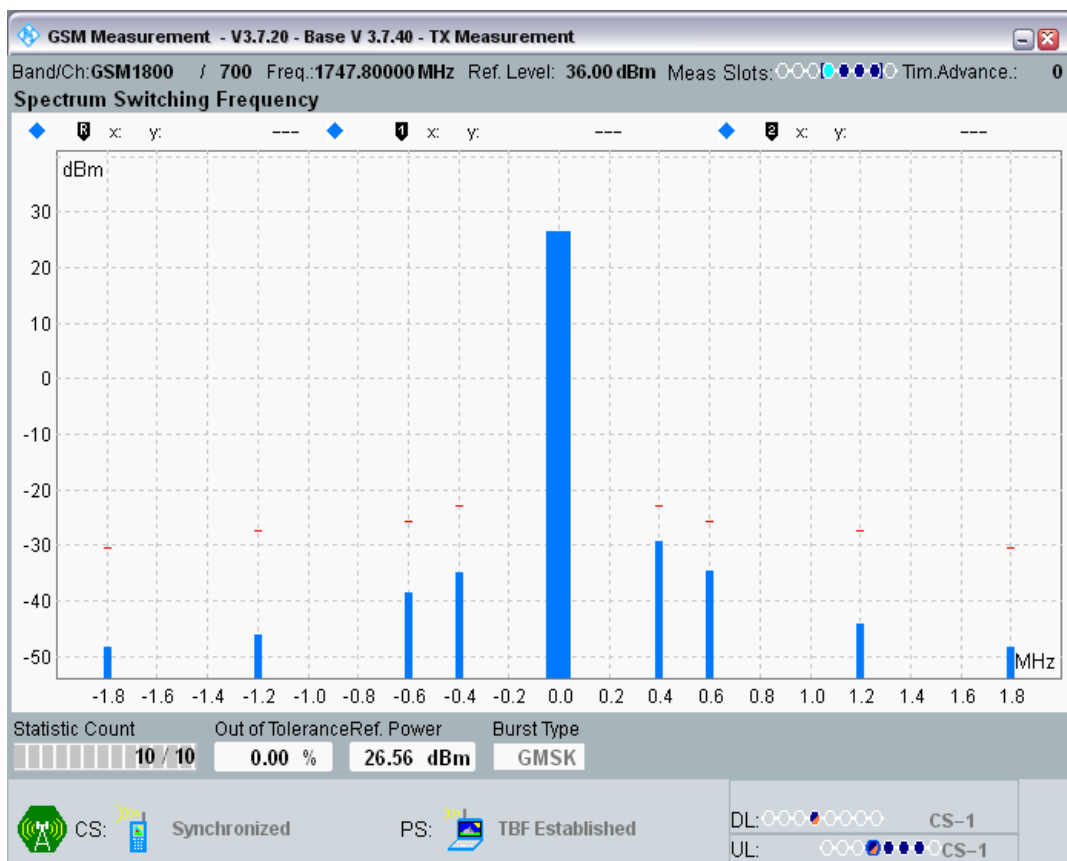 GSM Measurement - V3.7.20 - Base V 3.7.40 - TX Measurement
Band/Ch:GSM1800 / 700 Freq.:1747.80000 MHz Ref. Level: 36.00 dBm Meas Slots: Tim.Advance.: 0
Spectrum Switching Frequency
R x: y: --- 1 x: y: --- 2 x: y: ---
dBm
30
20
10
0
-10
-20
-30
-40
-50
MHz
-1.8 -1.6 -1.4 -1.2 -1.0 -0.8 -0.6 -0.4 -0.2 0.0 0.2 0.4 0.6 0.8 1.0 1.2 1.4 1.6 1.8
Statistic Count Out of Tolerance Ref. Power Burst Type
10 / 10 0.00 % 26.56 dBm GMSK
CS: Synchronized PS: TBF Established
DL: CS-1
UL: CS-1